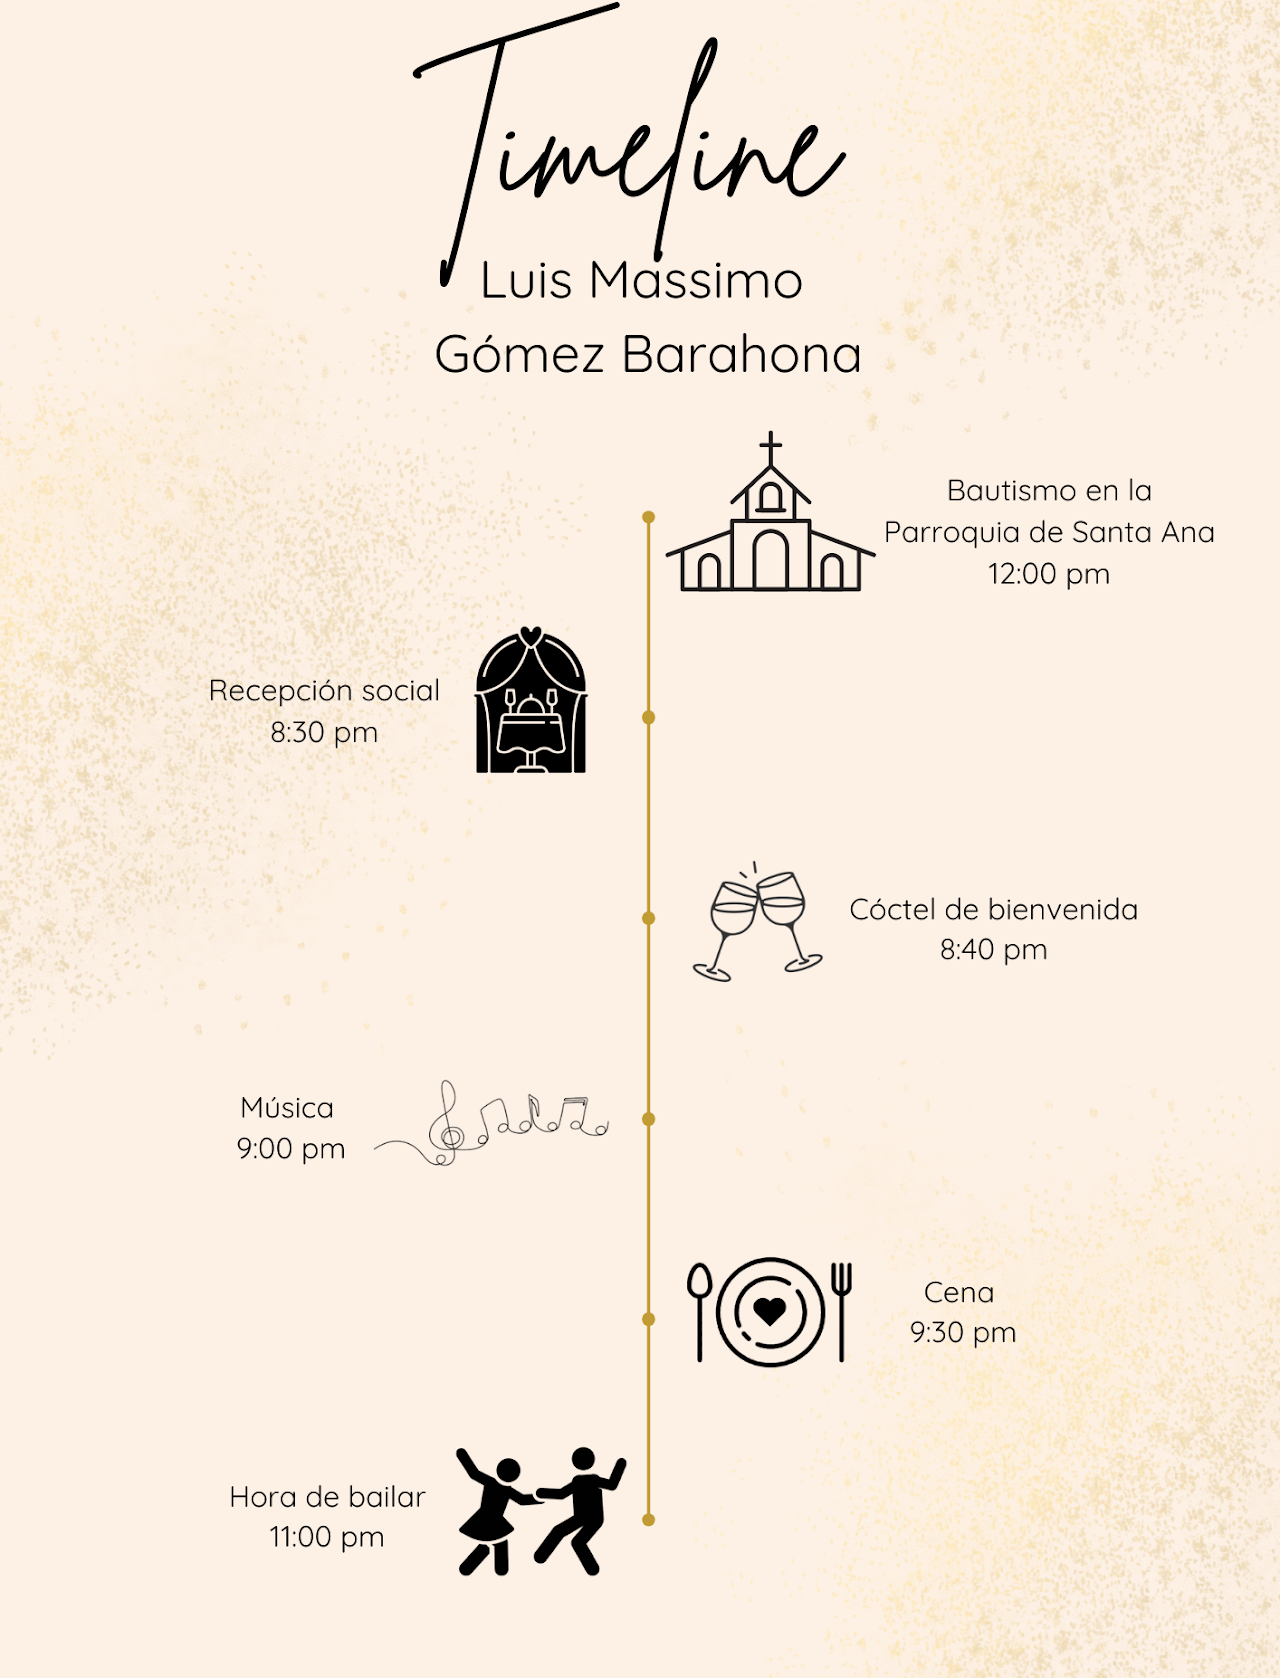 Timeline
Luis Massimo
Gómez Barahona
Bautismo en la
Parroquia de Santa Ana
12:00 pm
Recepción social
8:30 pm
Cóctel de bienvenida
8:40 pm
Música
9:00 pm
Cena
9:30 pm
Hora de bailar
11:00 pm